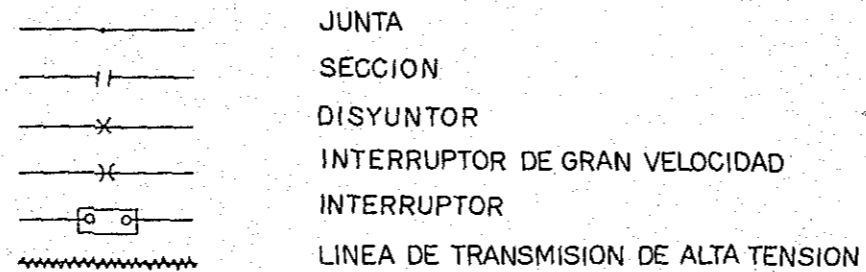 JUNTA
SECCION
DISYUNTOR
INTERRUPTOR DE GRAN VELOCIDAD
INTERRUPTOR
LINEA DE TRANSMISION DE ALTA TENSION